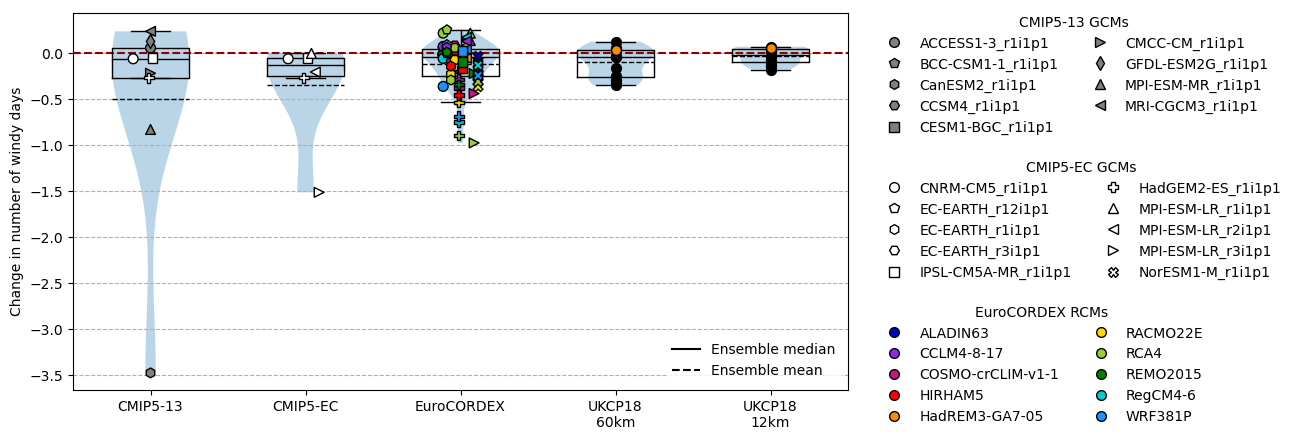 Change in number of windy days
0.0
−0.5
−1.0
−1.5
−2.0
−2.5
−3.0
−3.5
CMIP5-13
CMIP5-EC
EuroCORDEX
UKCP18
60km
UKCP18
12km
Ensemble median
Ensemble mean
CMIP5-13 GCMs
ACCESS1-3_r1i1p1
BCC-CSM1-1_r1i1p1
CanESM2_r1i1p1
CCSM4_r1i1p1
CESM1-BGC_r1i1p1
CMCC-CM_r1i1p1
GFDL-ESM2G_r1i1p1
MPI-ESM-MR_r1i1p1
MRI-CGCM3_r1i1p1
CMIP5-EC GCMs
CNRM-CM5_r1i1p1
EC-EARTH_r12i1p1
EC-EARTH_r1i1p1
EC-EARTH_r3i1p1
IPSL-CM5A-MR_r1i1p1
HadGEM2-ES_r1i1p1
MPI-ESM-LR_r1i1p1
MPI-ESM-LR_r2i1p1
MPI-ESM-LR_r3i1p1
NorESM1-M_r1i1p1
EuroCORDEX RCMs
ALADIN63
CCLM4-8-17
COSMO-crCLIM-v1-1
HIRHAM5
HadREM3-GA7-05
RACMO22E
RCA4
REMO2015
RegCM4-6
WRF381P